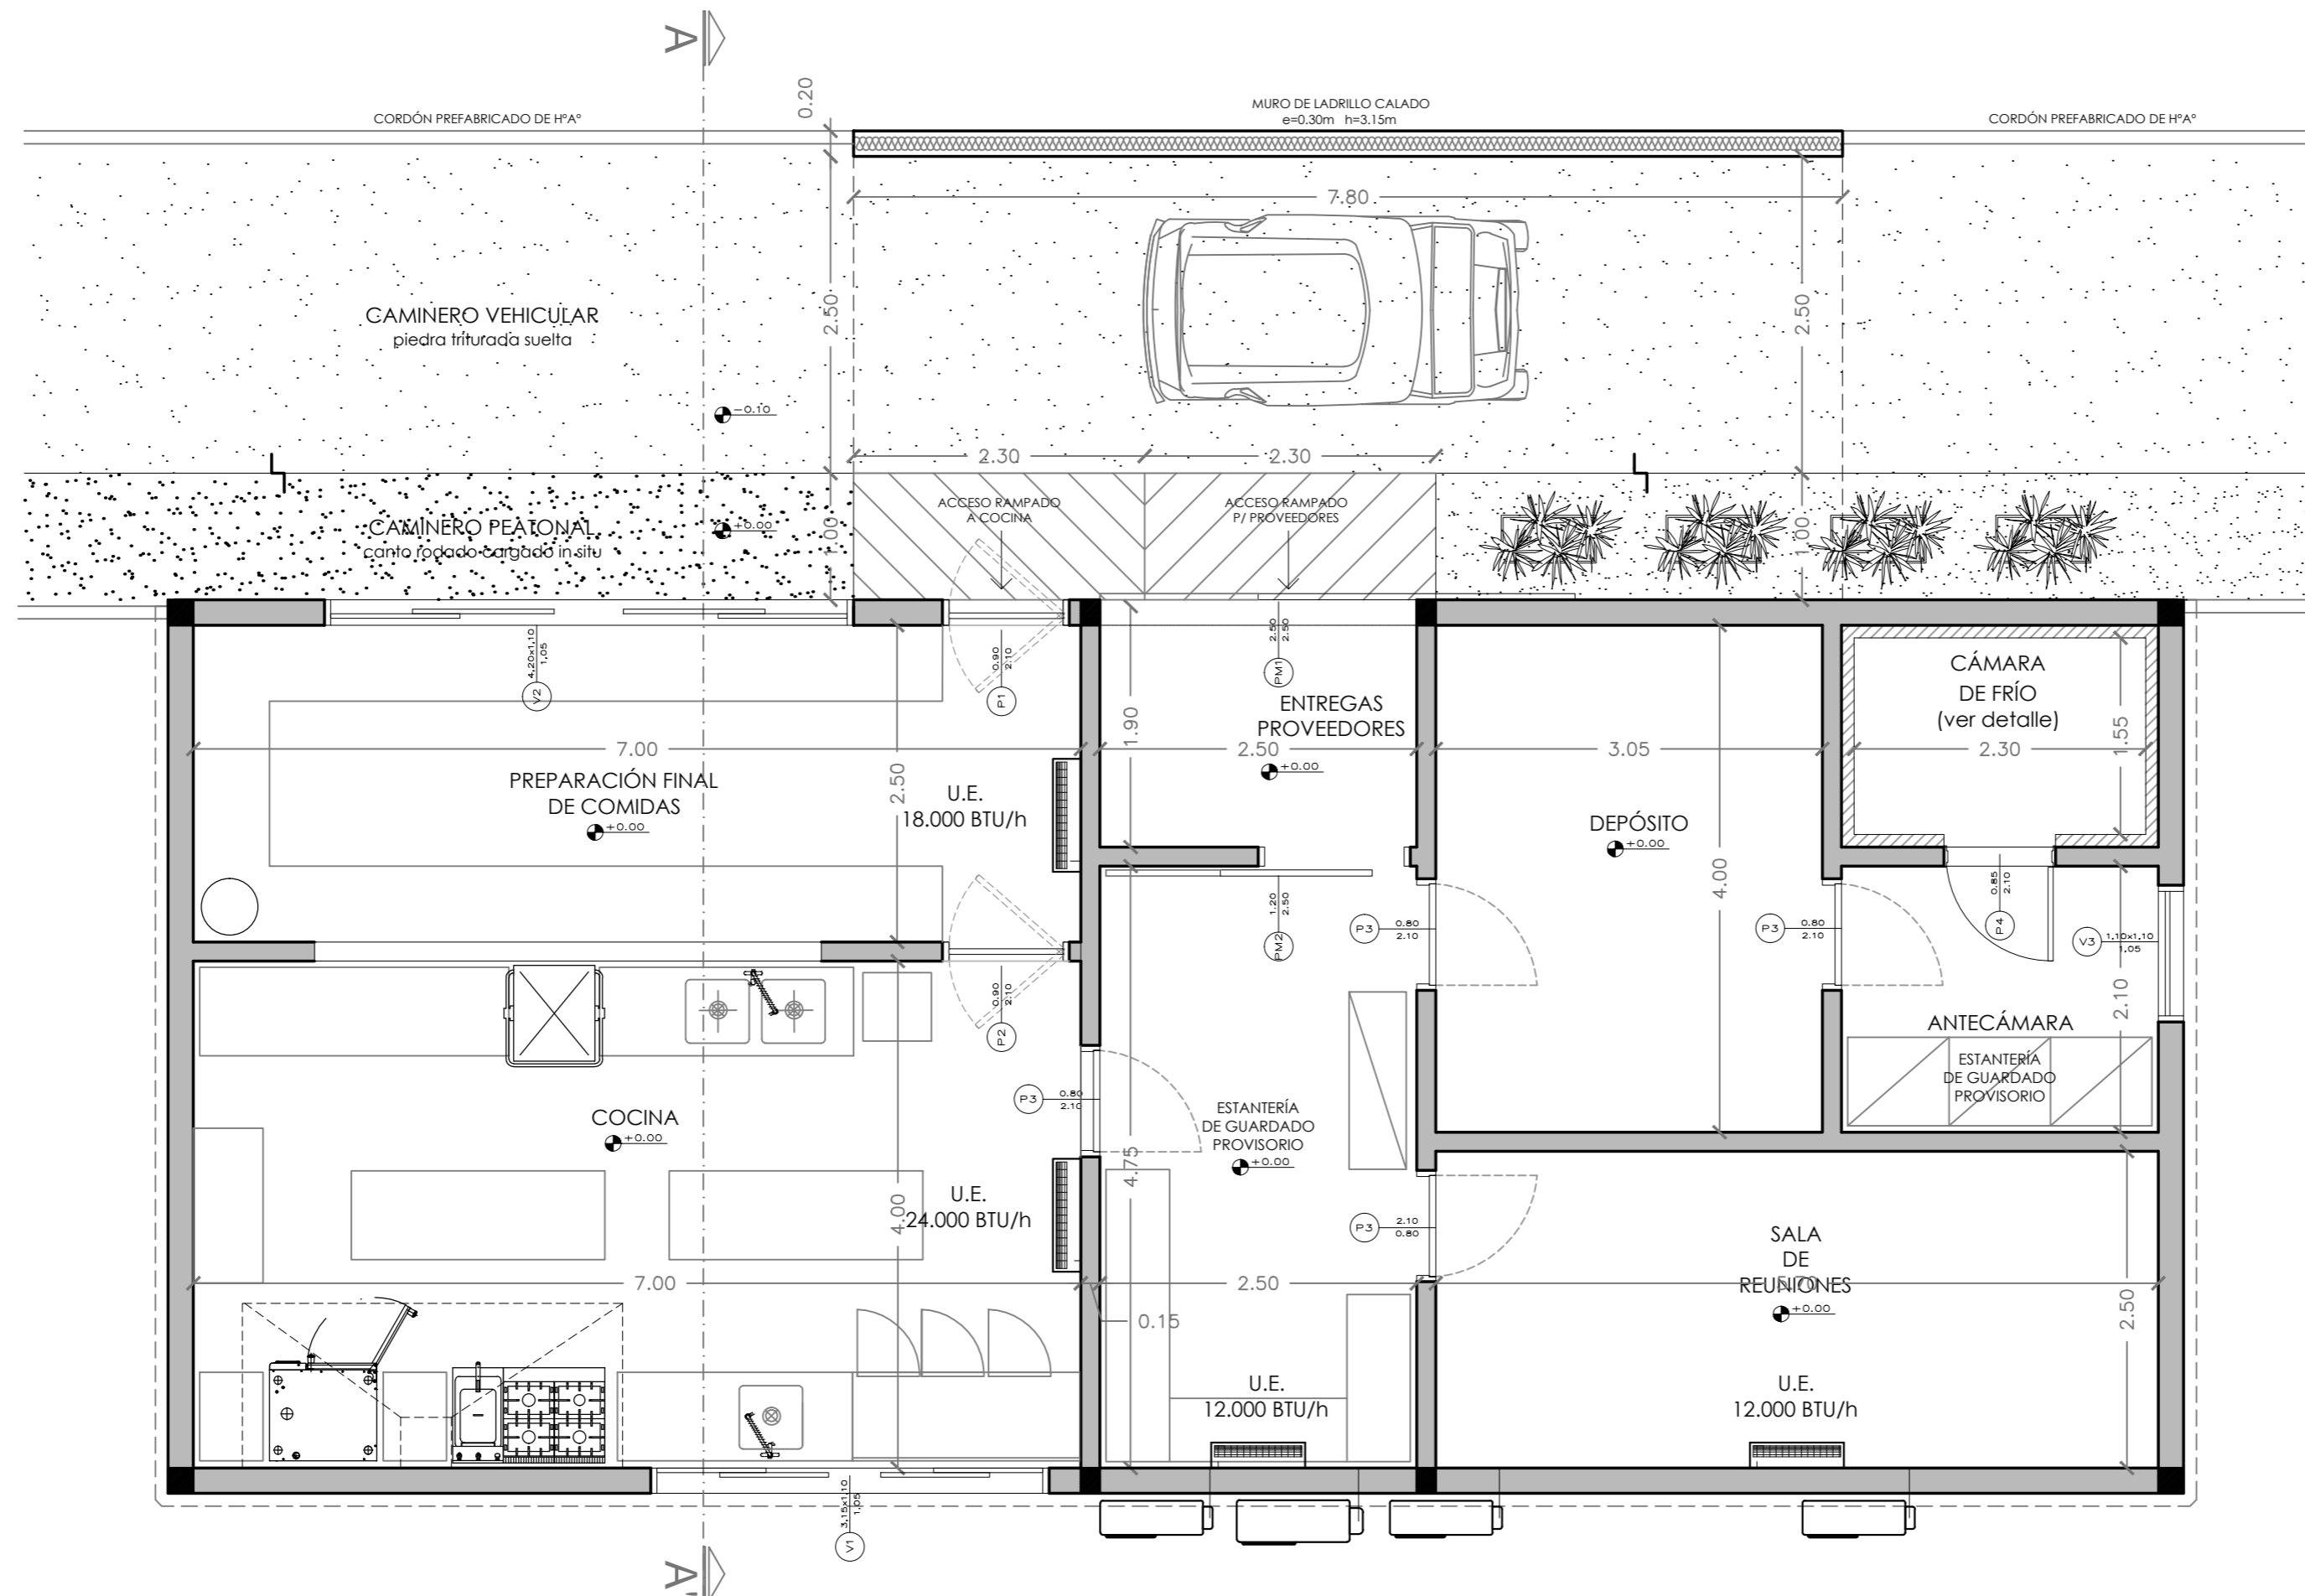 A
0.20
CORDÓN PREFABRICADO DE HºAº
MURO DE LADRILLO CALADO
e=0.30m h=3.15m
CORDÓN PREFABRICADO DE HºAº
7.80
CAMINERO VEHICULAR
piedra triturada suelta
2.50
2.50
-0.10
2.30
2.30
ACCESO RAMPADO
A COCINA
ACCESO RAMPADO
P/ PROVEEDORES
CAMINERO PEATONAL
canto rodado cargado in situ
+0.00
1.00
1.00
4,20x1,10
1,05
V2
0.90
2.10
P1
2.50
2.50
PM1
ENTREGAS
PROVEEDORES
1.90
CÁMARA
DE FRÍO
(ver detalle)
1.55
7.00
2.50
3.05
2.30
+0.00
PREPARACIÓN FINAL
DE COMIDAS
+0.00
2.50
U.E.
18.000 BTU/h
DEPÓSITO
+0.00
4.00
1.20
2.50
PM2
P3
0.80
2.10
P3
0.80
2.10
0.85
2.10
P4
V3
1,10x1,10
1,05
2.10
0.90
2.10
P2
ANTECÁMARA
ESTANTERÍA
DE GUARDADO
PROVISORIO
COCINA
+0.00
P3
0.80
2.10
ESTANTERÍA
DE GUARDADO
PROVISORIO
+0.00
4.75
U.E.
24.000 BTU/h
4.00
P3
2.10
0.80
SALA
DE
REUNIONES
5.70
+0.00
7.00
2.50
2.50
0.15
U.E.
12.000 BTU/h
U.E.
12.000 BTU/h
3,15x1,10
1,05
V1
A'